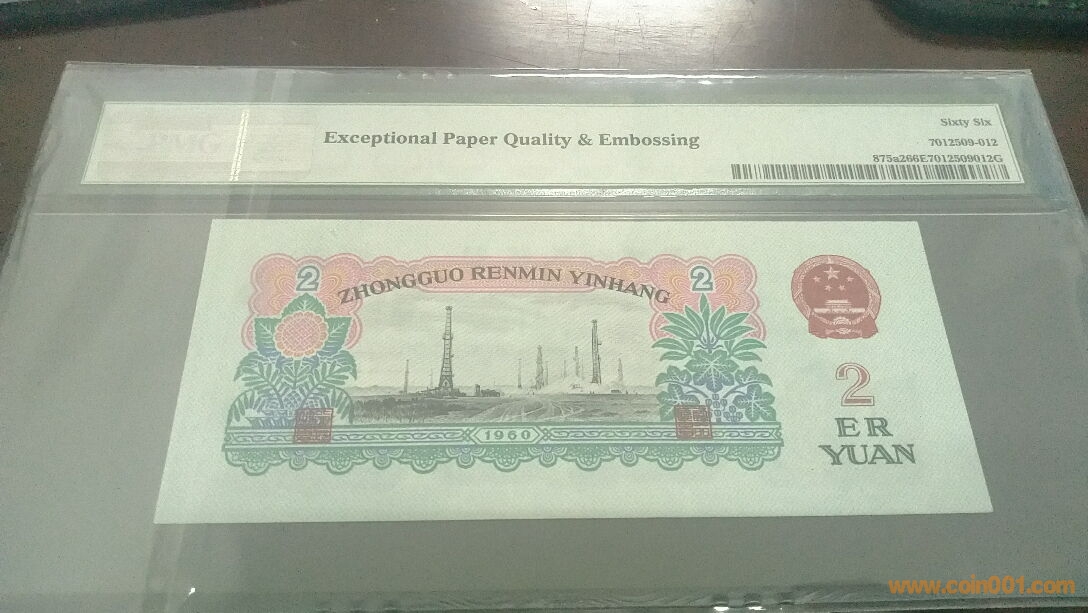 Exceptional Paper Quality & Embossing
Sixty Six
7012509-012
875a266E7012509012G
2
ZHONGGUO RENMIN YINHANG
2
2
ER
YUAN
1960
www.coin001.com